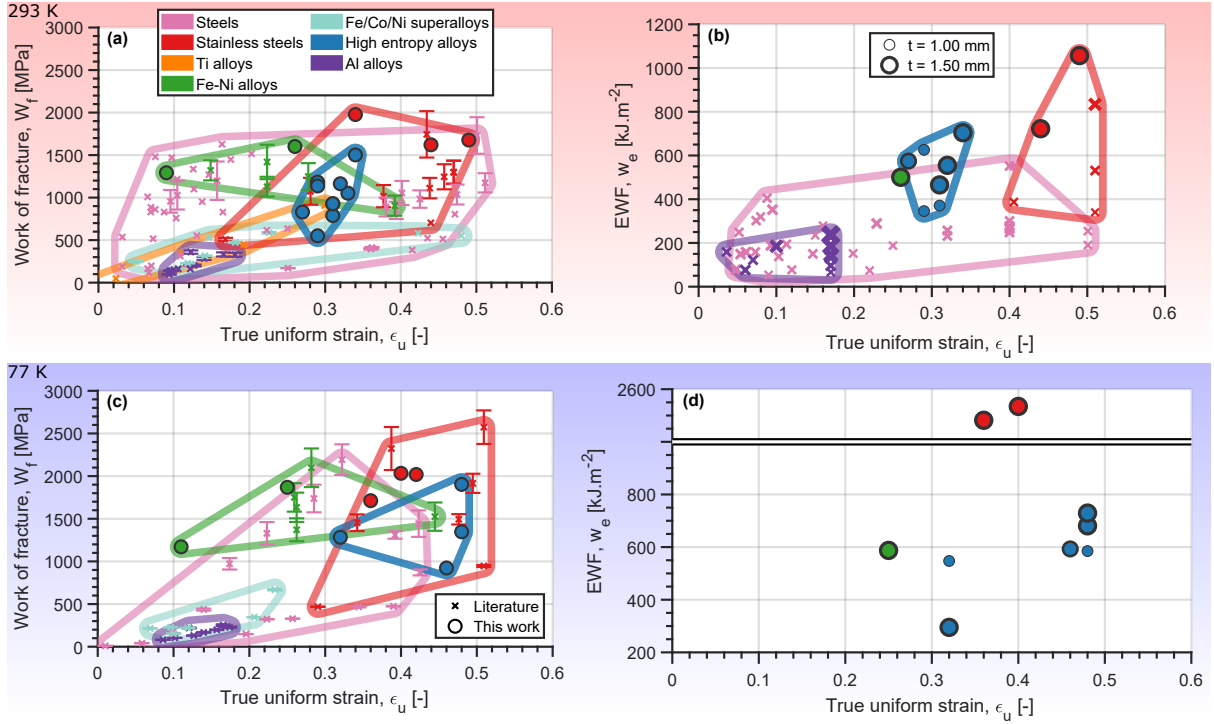 293 K
(a)
Steels
Stainless steels
Ti alloys
Fe-Ni alloys
Fe/Co/Ni superalloys
High entropy alloys
Al alloys
Work of fracture, W_f [MPa]
3000
2500
2000
1500
1000
500
0
0 0.1 0.2 0.3 0.4 0.5 0.6
True uniform strain, ϵ_u [-]
(b)
t = 1.00 mm
t = 1.50 mm
EWF, w_e [kJ.m⁻²]
1200
1000
800
600
400
200
0
0 0.1 0.2 0.3 0.4 0.5 0.6
True uniform strain, ϵ_u [-]
77 K
(c)
Literature
This work
Work of fracture, W_f [MPa]
3000
2500
2000
1500
1000
500
0
0 0.1 0.2 0.3 0.4 0.5 0.6
True uniform strain, ϵ_u [-]
(d)
EWF, w_e [kJ.m⁻²]
2600
800
600
400
200
0 0.1 0.2 0.3 0.4 0.5 0.6
True uniform strain, ϵ_u [-]